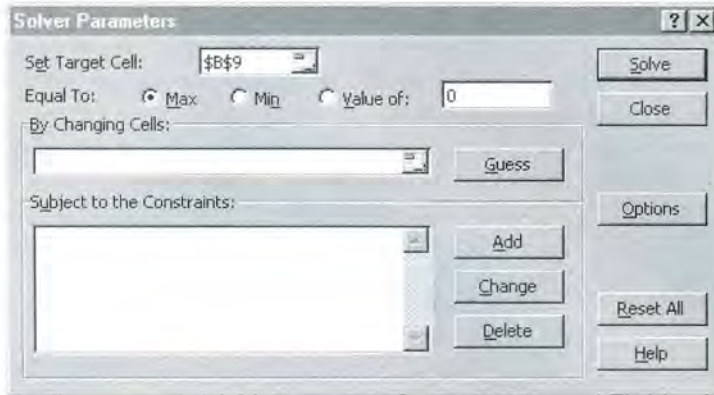 Solver Parameters
? X
Set Target Cell: $B$9
Solve
Equal To: Max Min Value of: 0
Close
By Changing Cells:
Guess
Subject to the Constraints:
Options
Add
Change
Reset All
Delete
Help